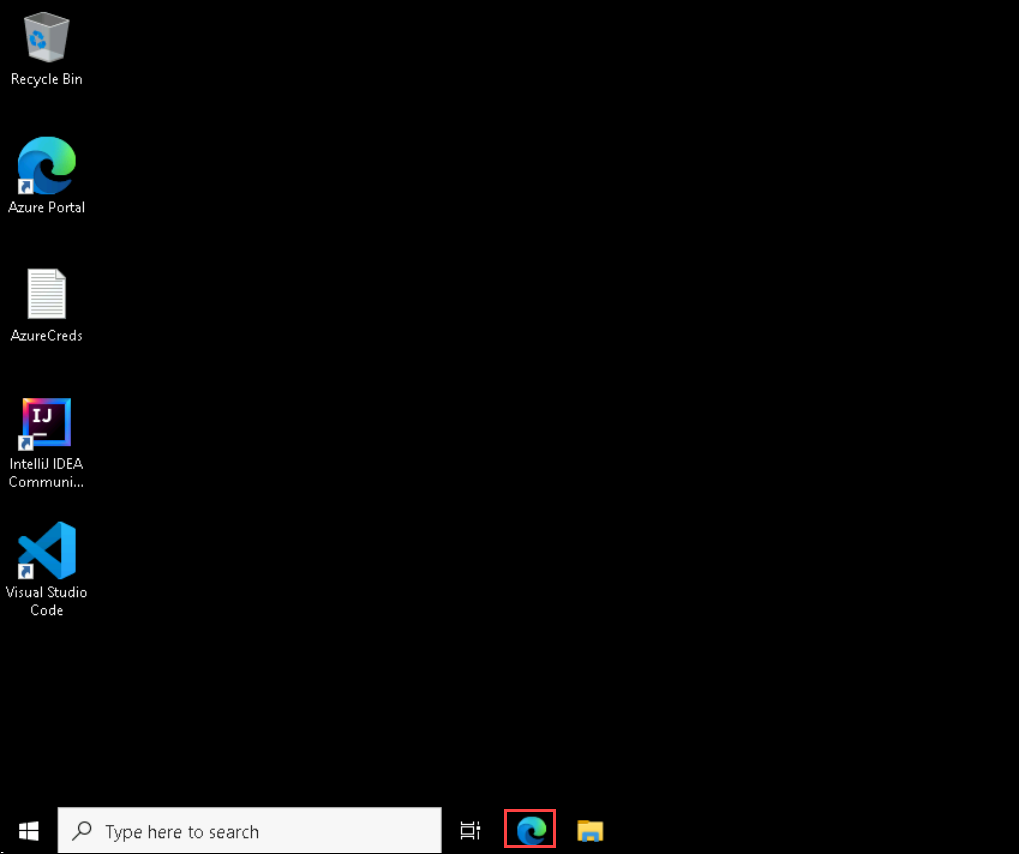 Recycle Bin
Azure Portal
AzureCreds
IJ
IntelliJ IDEA
Communi...
Visual Studio
Code
Type here to search